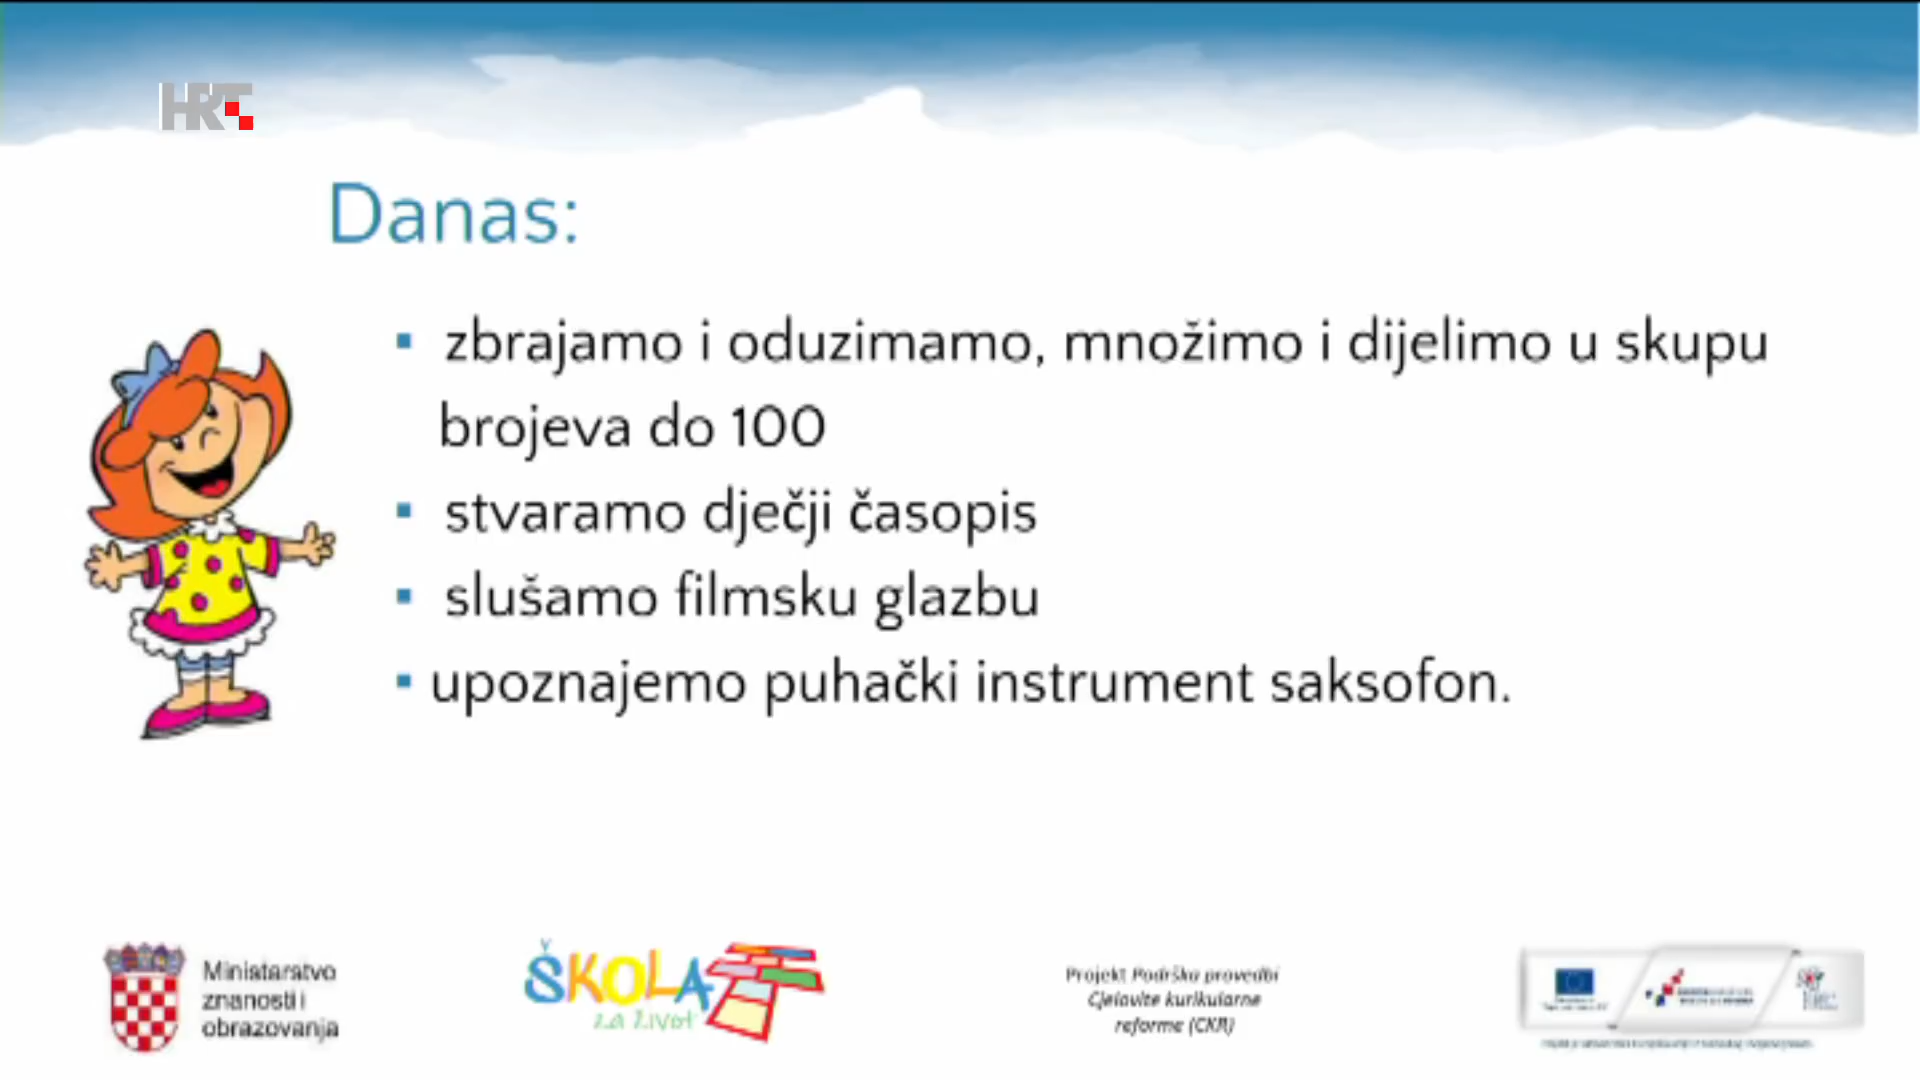 HRT
Danas:
▪ zbrajamo i oduzimamo, množimo i dijelimo u skupu
brojeva do 100
▪ stvaramo dječji časopis
▪ slušamo filmsku glazbu
▪ upoznajemo puhački instrument saksofon.
Ministarstvo
znanosti i
obrazovanja
ŠKOLA
za život
Projekt Podrška provedbi
Cjelovite kurikularne
reforme (CKR)